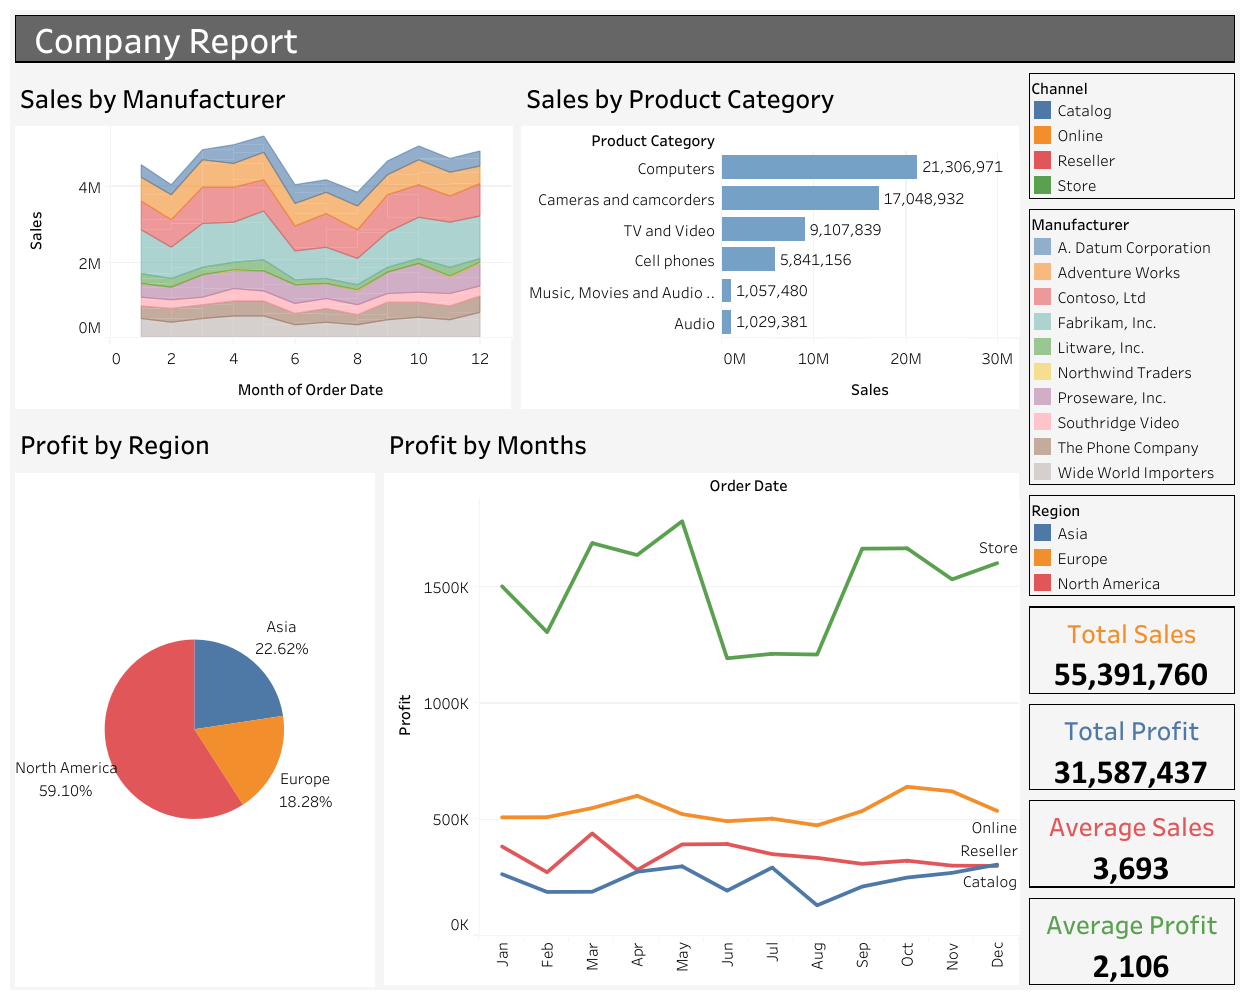 Company Report
Sales by Manufacturer
Sales
4M
2M
0M
0 2 4 6 8 10 12
Month of Order Date
Sales by Product Category
Product Category
Computers 21,306,971
Cameras and camcorders 17,048,932
TV and Video 9,107,839
Cell phones 5,841,156
Music, Movies and Audio .. 1,057,480
Audio 1,029,381
0M 10M 20M 30M
Sales
Channel
Catalog
Online
Reseller
Store
Manufacturer
A. Datum Corporation
Adventure Works
Contoso, Ltd
Fabrikam, Inc.
Litware, Inc.
Northwind Traders
Proseware, Inc.
Southridge Video
The Phone Company
Wide World Importers
Region
Asia
Europe
North America
Profit by Region
Asia
22.62%
North America
59.10%
Europe
18.28%
Profit by Months
Order Date
Profit
1500K
1000K
500K
0K
Store
Online
Reseller
Catalog
Jan Feb Mar Apr May Jun Jul Aug Sep Oct Nov Dec
Total Sales
55,391,760
Total Profit
31,587,437
Average Sales
3,693
Average Profit
2,106